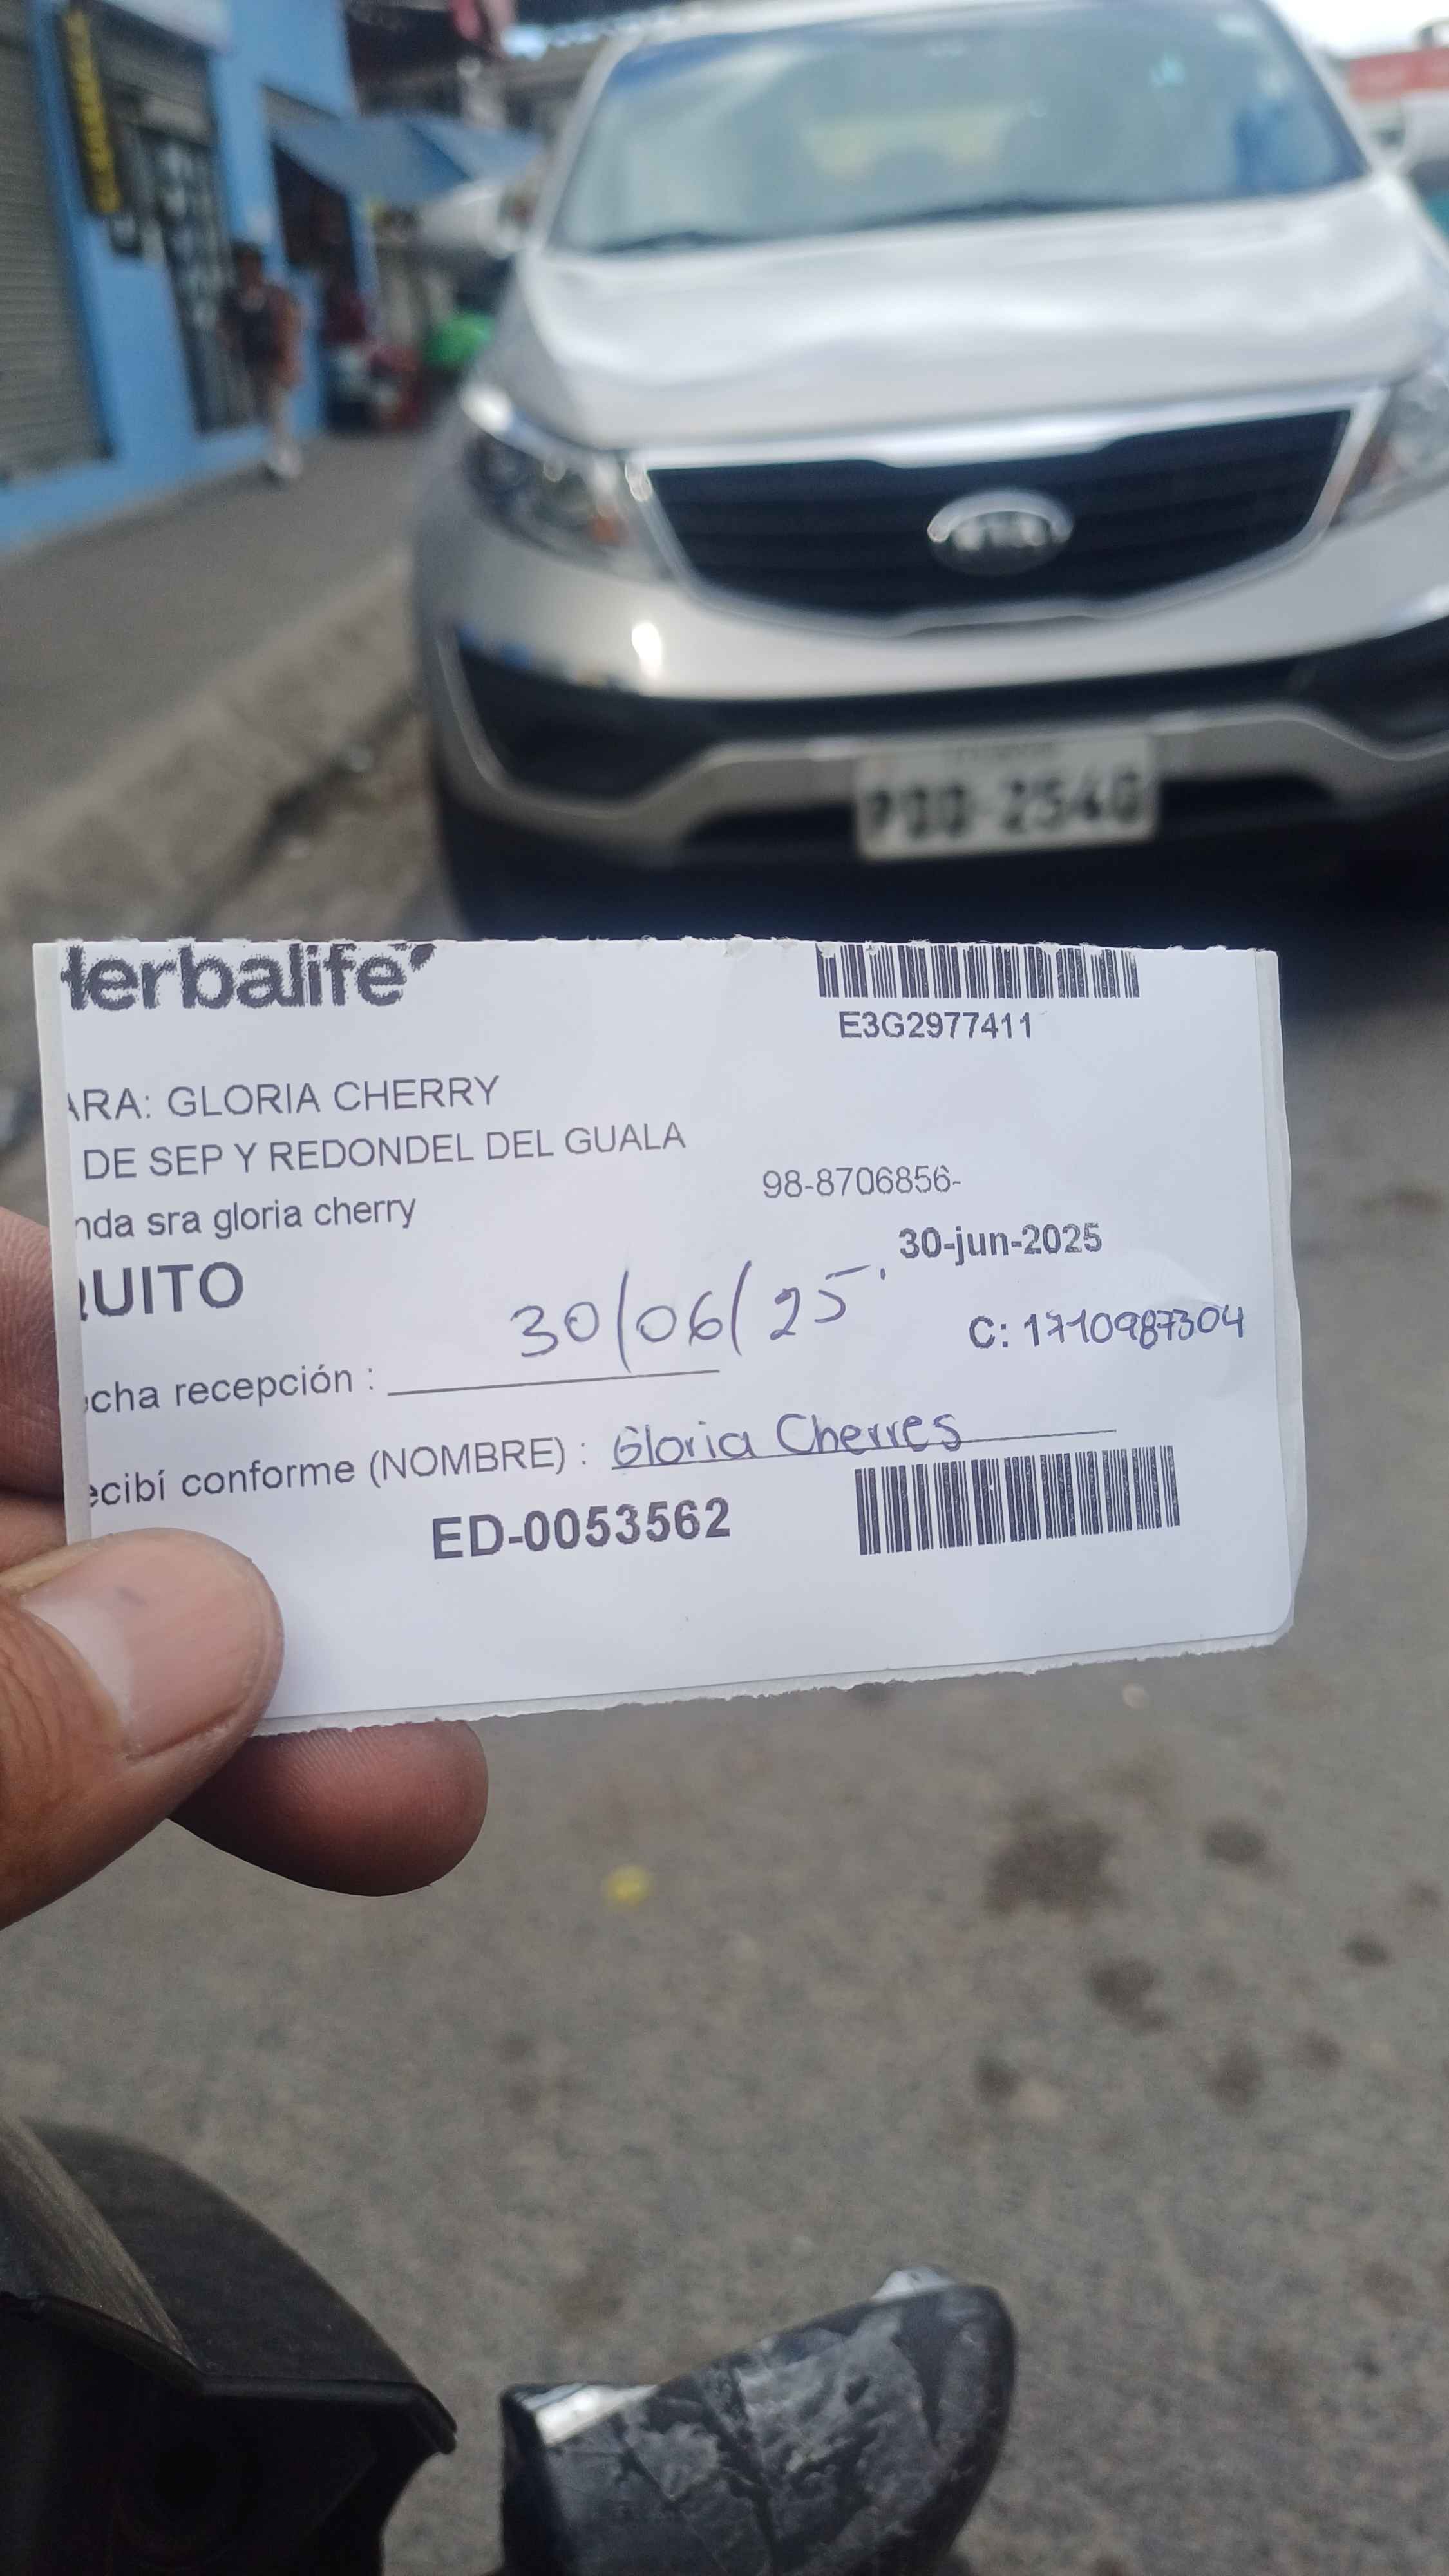 Herbalife
E3G2977411
ARA: GLORIA CHERRY
DE SEP Y REDONDEL DEL GUALA
98-8706856-
nda sra gloria cherry
30-jun-2025
QUITO
30/06/25.
C: 1710987304
echa recepción :
ecibí conforme (NOMBRE) : Gloria Cherres
ED-0053562